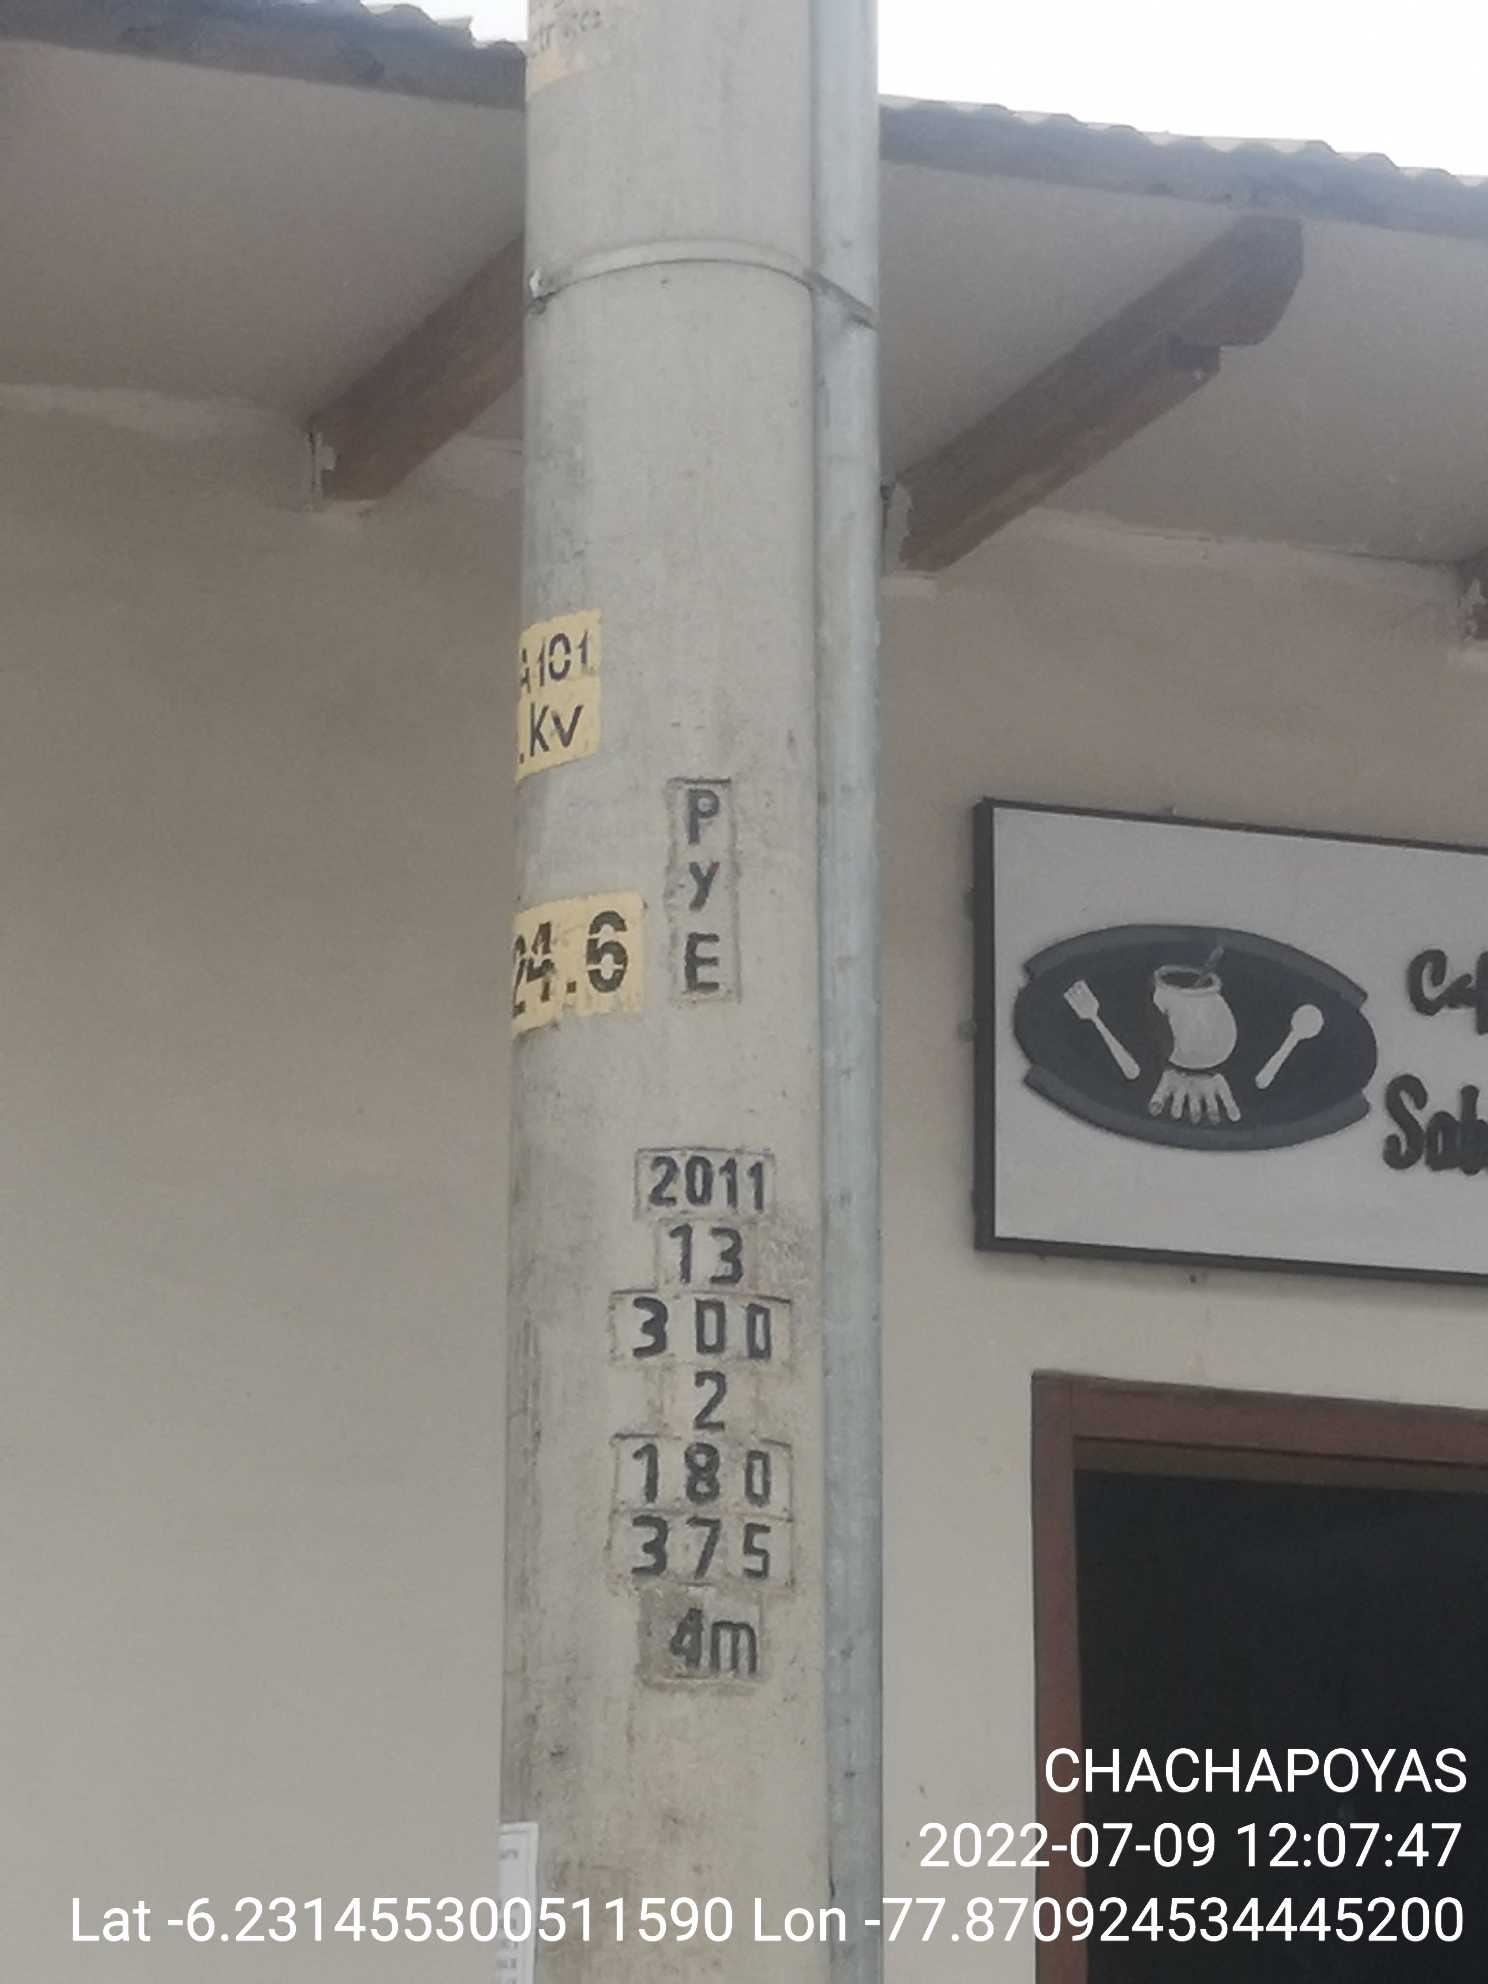 A101
.KV
P
y
E
24.6
2011
13
300
2
180
375
4m
CHACHAPOYAS
2022-07-09 12:07:47
Lat -6.231455300511590 Lon -77.870924534445200